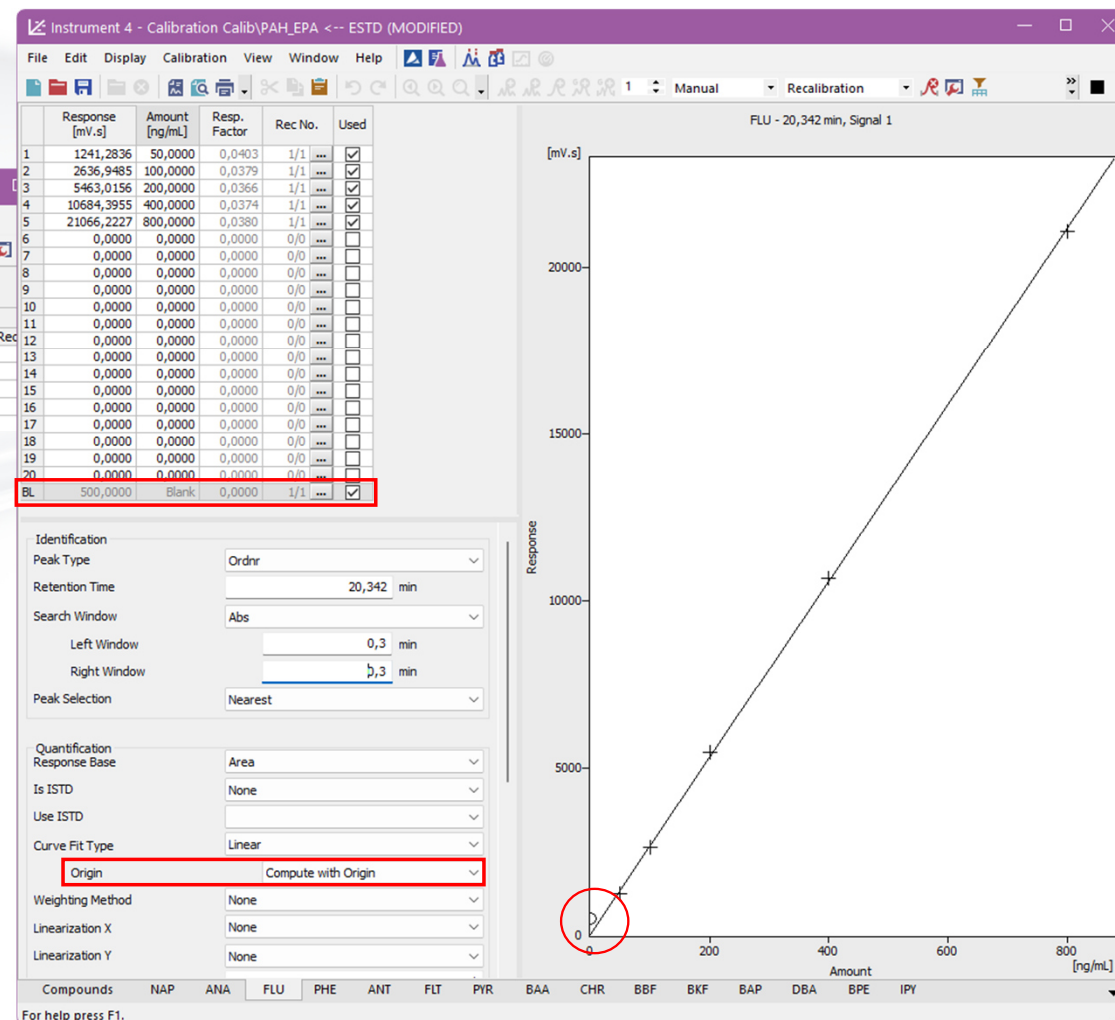 Instrument 4 - Calibration Calib\PAH_EPA <-- ESTD (MODIFIED)
File Edit Display Calibration View Window Help
1 Manual Recalibration
Response [mV.s] Amount [ng/mL] Resp. Factor Rec No. Used
1 1241,2836 50,0000 0,0403 1/1 ...
2 2636,9485 100,0000 0,0379 1/1 ...
3 5463,0156 200,0000 0,0366 1/1 ...
4 10684,3955 400,0000 0,0374 1/1 ...
5 21066,2227 800,0000 0,0380 1/1 ...
6 0,0000 0,0000 0,0000 0/0 ...
7 0,0000 0,0000 0,0000 0/0 ...
8 0,0000 0,0000 0,0000 0/0 ...
9 0,0000 0,0000 0,0000 0/0 ...
10 0,0000 0,0000 0,0000 0/0 ...
11 0,0000 0,0000 0,0000 0/0 ...
12 0,0000 0,0000 0,0000 0/0 ...
13 0,0000 0,0000 0,0000 0/0 ...
14 0,0000 0,0000 0,0000 0/0 ...
15 0,0000 0,0000 0,0000 0/0 ...
16 0,0000 0,0000 0,0000 0/0 ...
17 0,0000 0,0000 0,0000 0/0 ...
18 0,0000 0,0000 0,0000 0/0 ...
19 0,0000 0,0000 0,0000 0/0 ...
20 0,0000 0,0000 0,0000 0/0 ...
BL 500,0000 Blank 0,0000 1/1 ...
Identification
Peak Type Ordnr
Retention Time 20,342 min
Search Window Abs
Left Window 0,3 min
Right Window 0,3 min
Peak Selection Nearest
Quantification
Response Base Area
Is ISTD None
Use ISTD
Curve Fit Type Linear
Origin Compute with Origin
Weighting Method None
Linearization X None
Linearization Y None
FLU - 20,342 min, Signal 1
[mV.s]
20000
15000
Response
10000
5000
0
0 200 400 600 800
Amount [ng/mL]
Compounds NAP ANA FLU PHE ANT FLT PYR BAA CHR BBF BKF BAP DBA BPE IPY
For help press F1.